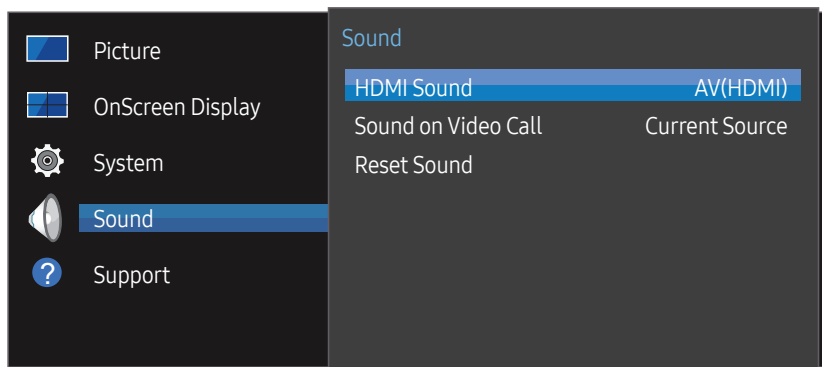 Picture
OnScreen Display
System
Sound
?
Support
Sound
HDMI Sound AV(HDMI)
Sound on Video Call Current Source
Reset Sound